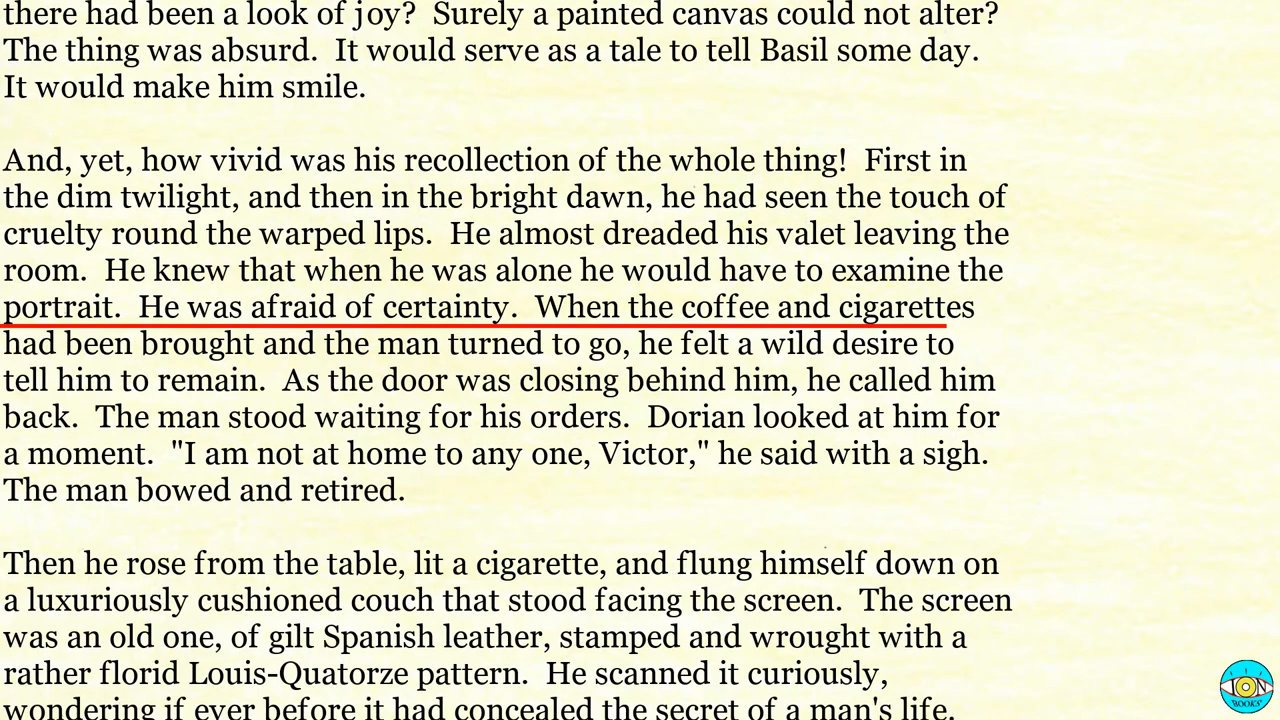 there had been a look of joy?  Surely a painted canvas could not alter?
The thing was absurd.  It would serve as a tale to tell Basil some day.
It would make him smile.
And, yet, how vivid was his recollection of the whole thing!  First in
the dim twilight, and then in the bright dawn, he had seen the touch of
cruelty round the warped lips.  He almost dreaded his valet leaving the
room.  He knew that when he was alone he would have to examine the
portrait.  He was afraid of certainty.  When the coffee and cigarettes
had been brought and the man turned to go, he felt a wild desire to
tell him to remain.  As the door was closing behind him, he called him
back.  The man stood waiting for his orders.  Dorian looked at him for
a moment.  "I am not at home to any one, Victor," he said with a sigh.
The man bowed and retired.
Then he rose from the table, lit a cigarette, and flung himself down on
a luxuriously cushioned couch that stood facing the screen.  The screen
was an old one, of gilt Spanish leather, stamped and wrought with a
rather florid Louis-Quatorze pattern.  He scanned it curiously,
wondering if ever before it had concealed the secret of a man's life.
ION
BOOKS